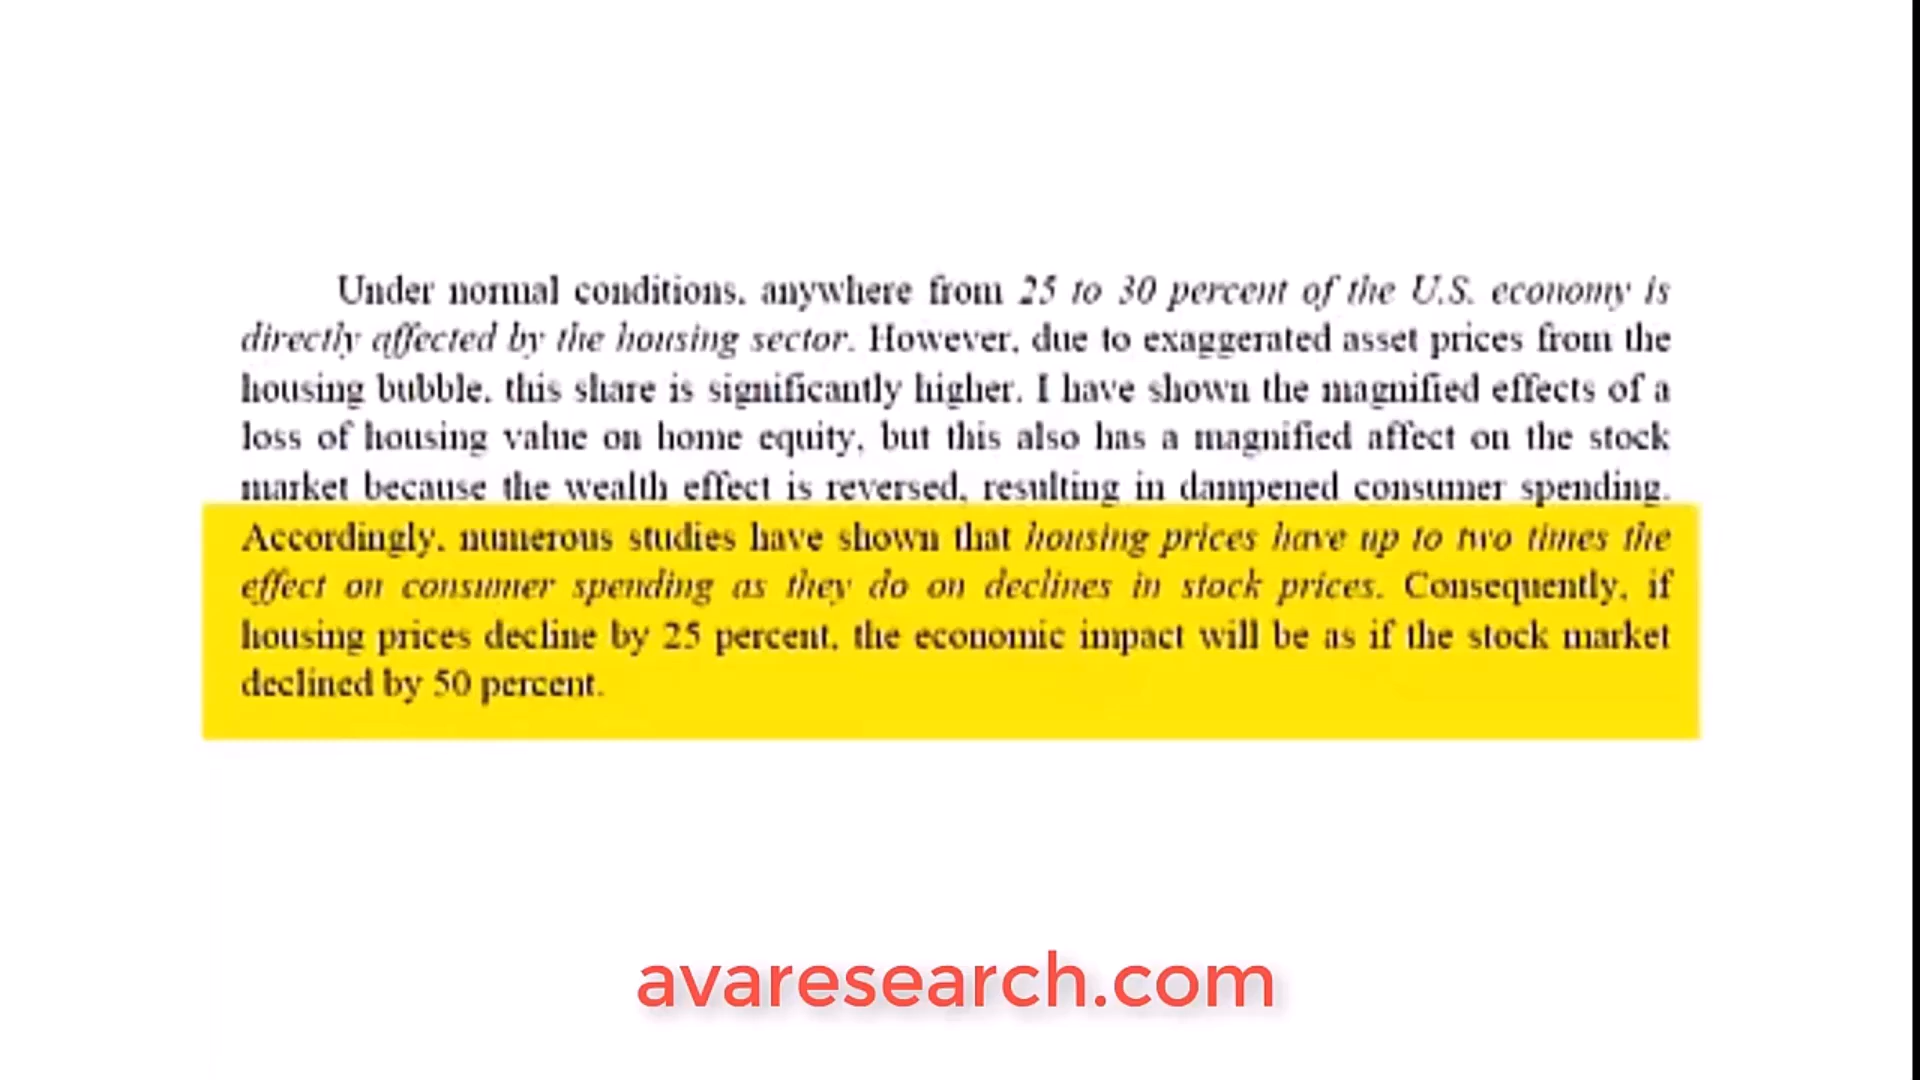 Under normal conditions, anywhere from 25 to 30 percent of the U.S. economy is
directly affected by the housing sector. However, due to exaggerated asset prices from the
housing bubble, this share is significantly higher. I have shown the magnified effects of a
loss of housing value on home equity, but this also has a magnified affect on the stock
market because the wealth effect is reversed, resulting in dampened consumer spending.
Accordingly, numerous studies have shown that housing prices have up to two times the
effect on consumer spending as they do on declines in stock prices. Consequently, if
housing prices decline by 25 percent, the economic impact will be as if the stock market
declined by 50 percent.
avaresearch.com